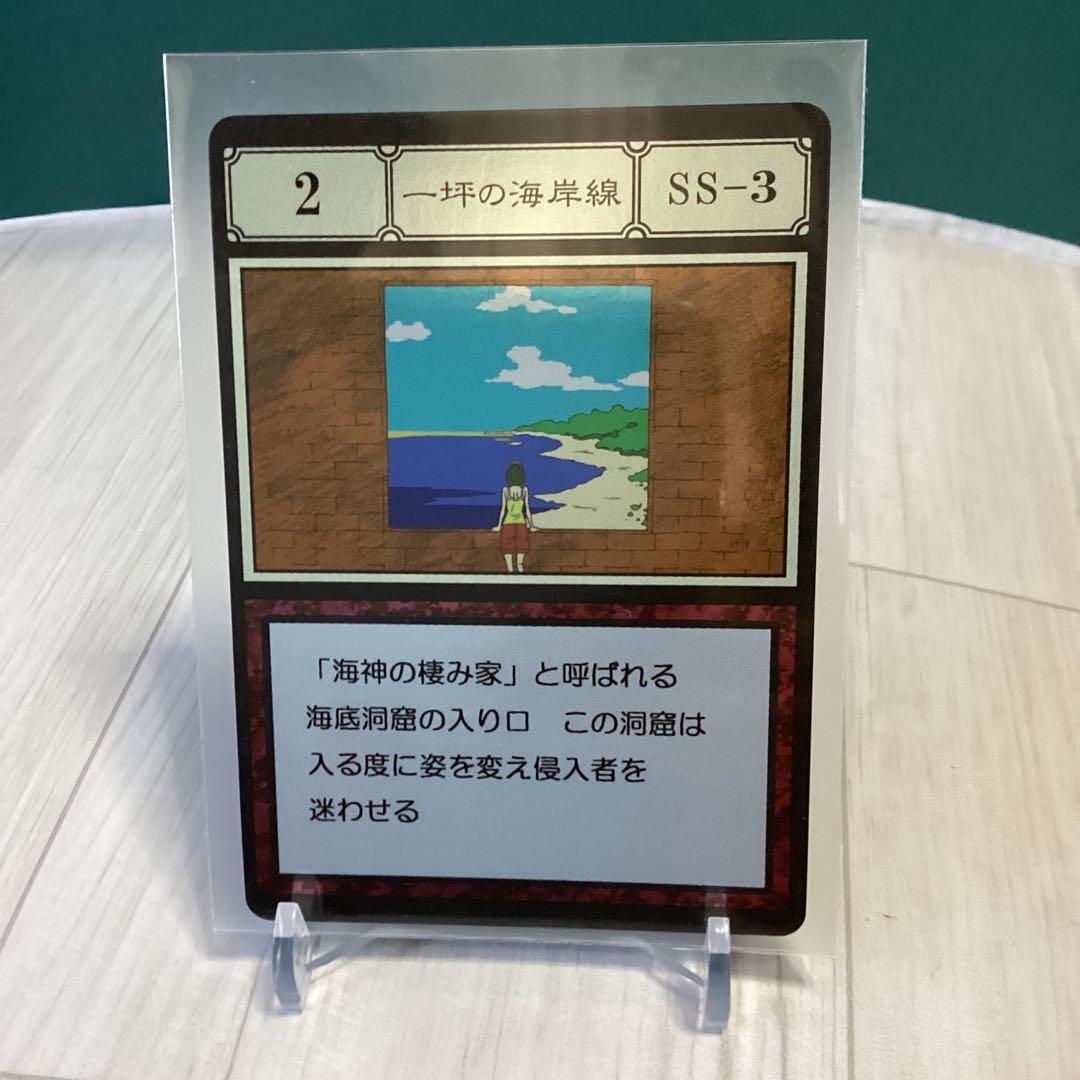 2 一坪の海岸線 SS-3
「海神の棲み家」と呼ばれる
海底洞窟の入り口　この洞窟は
入る度に姿を変え侵入者を
迷わせる